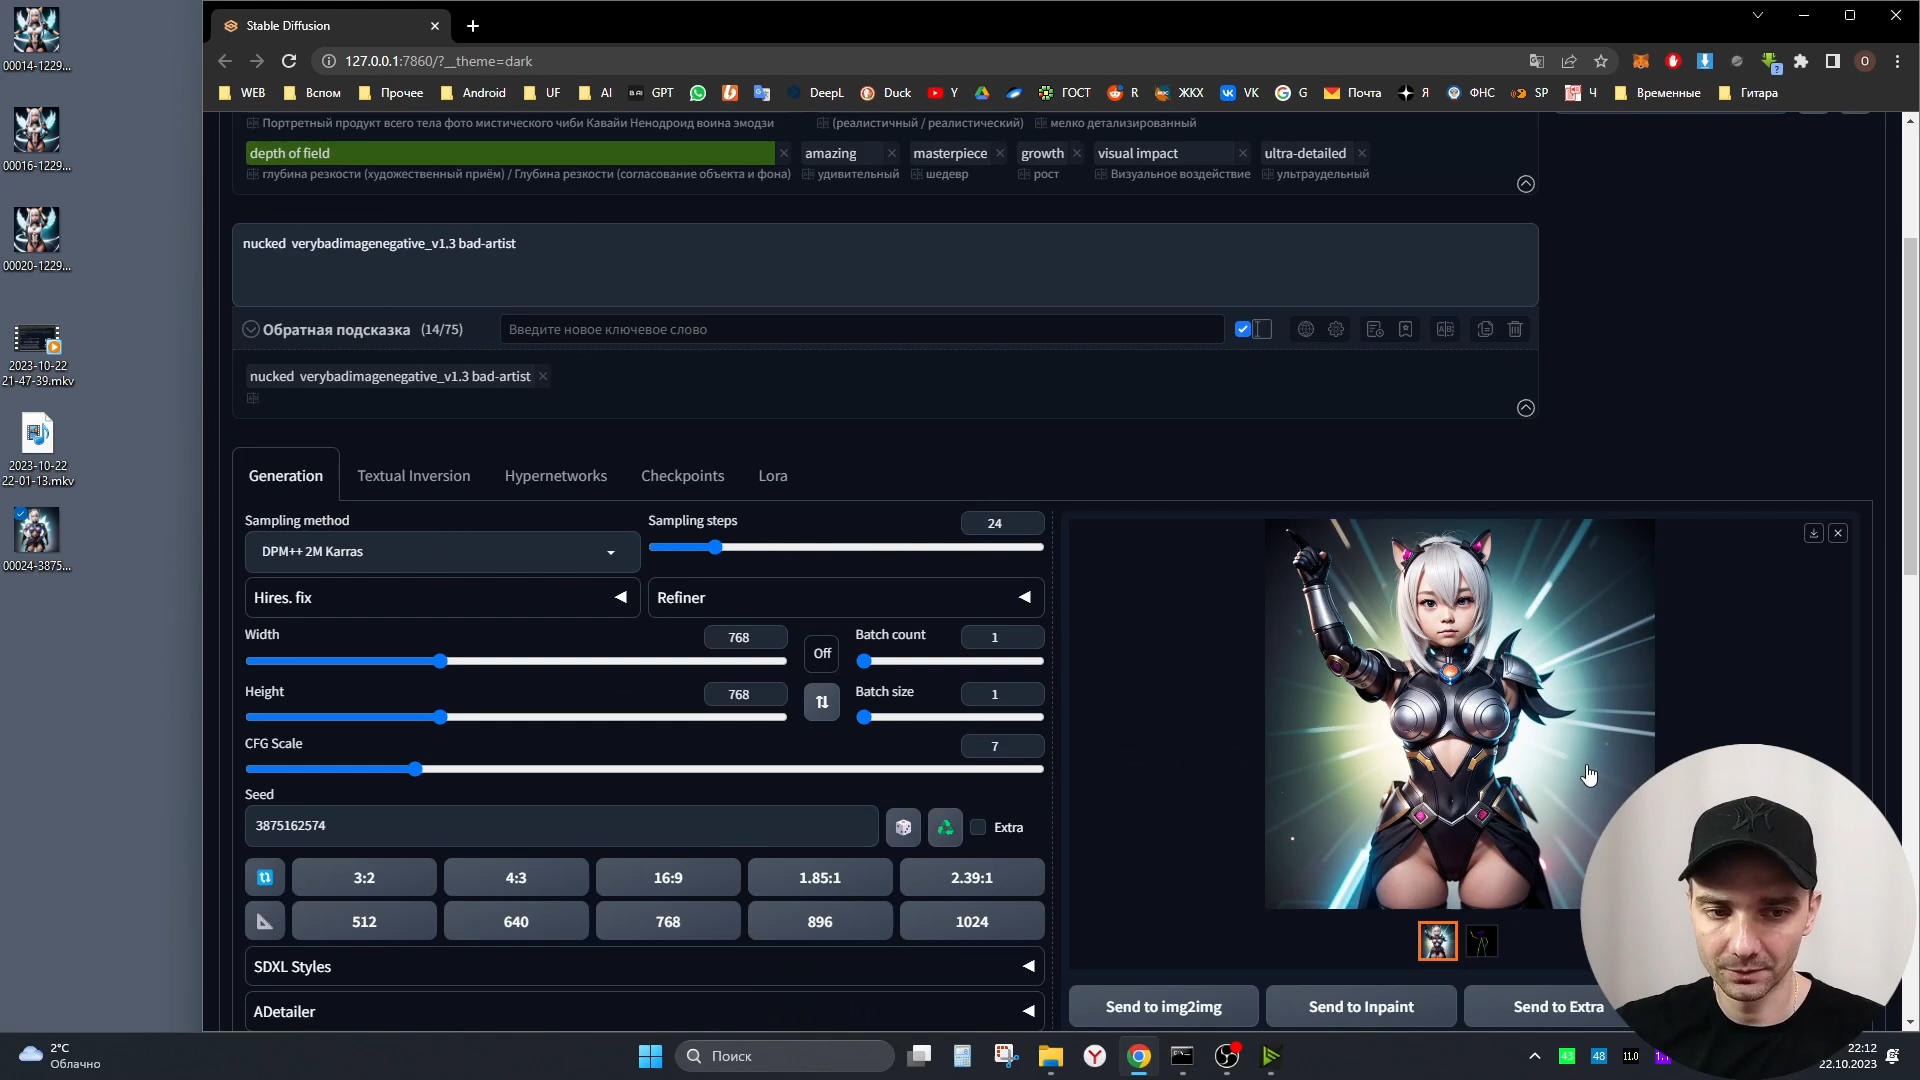 00014-1229...
00016-1229...
00020-1229...
2023-10-22
21-47-39.mkv
2023-10-22
22-01-13.mkv
00024-3875...
Stable Diffusion
127.0.0.1:7860/?__theme=dark
WEB Вспом Прочее Android UF AI GPT DeepL Duck Y ГОСТ R ЖКХ VK G Почта Я ФНС SP Ч Временные Гитара
Портретный продукт всего тела фото мистического чиби Кавайи Ненодроид воина эмодзи (реалистичный / реалистический) мелко детализированный
depth of field amazing masterpiece growth visual impact ultra-detailed
глубина резкости (художественный приём) / Глубина резкости (согласование объекта и фона) удивительный шедевр рост Визуальное воздействие ультраудельный
nucked verybadimagenegative_v1.3 bad-artist
Обратная подсказка (14/75) Введите новое ключевое слово
nucked verybadimagenegative_v1.3 bad-artist
Generation Textual Inversion Hypernetworks Checkpoints Lora
Sampling method Sampling steps 24
DPM++ 2M Karras
Hires. fix Refiner
Width 768 Batch count 1
Off
Height 768 Batch size 1
CFG Scale 7
Seed
3875162574 Extra
3:2 4:3 16:9 1.85:1 2.39:1
512 640 768 896 1024
SDXL Styles
ADetailer
Send to img2img Send to Inpaint Send to Extra
2°C
Облачно
Поиск
43 48 11.0
22:12
22.10.2023